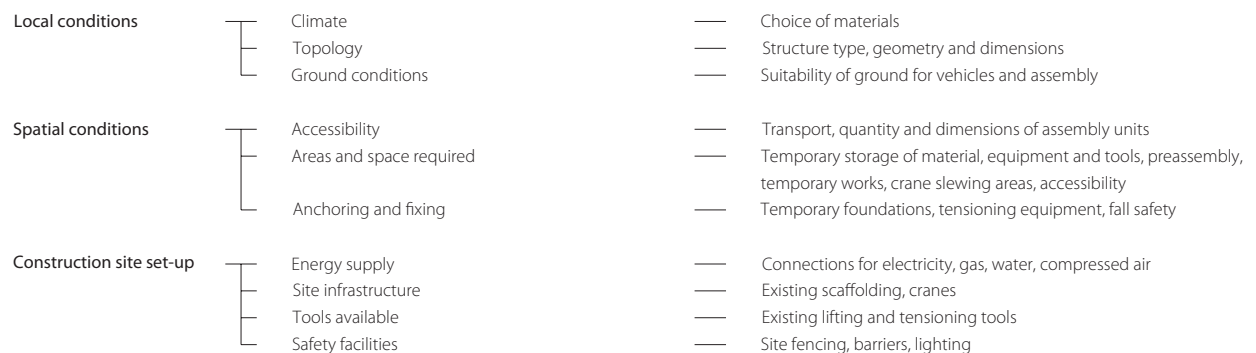 Local conditions Climate Choice of materials
Topology Structure type, geometry and dimensions
Ground conditions Suitability of ground for vehicles and assembly
Spatial conditions Accessibility Transport, quantity and dimensions of assembly units
Areas and space required Temporary storage of material, equipment and tools, preassembly,
temporary works, crane slewing areas, accessibility
Anchoring and fixing Temporary foundations, tensioning equipment, fall safety
Construction site set-up Energy supply Connections for electricity, gas, water, compressed air
Site infrastructure Existing scaffolding, cranes
Tools available Existing lifting and tensioning tools
Safety facilities Site fencing, barriers, lighting